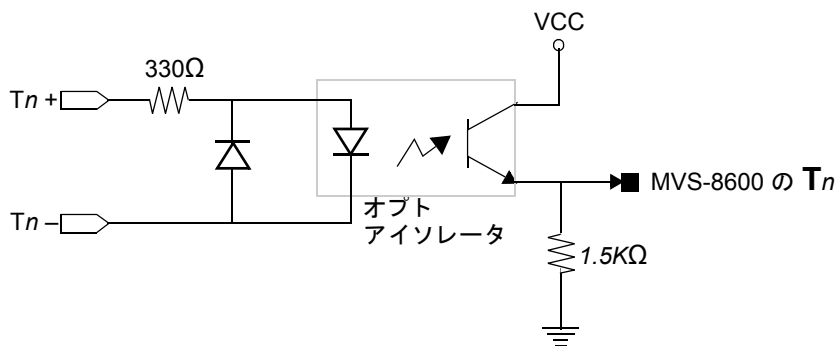 VCC
330Ω
Tn +
Tn –
オプト
アイソレータ
MVS-8600 の Tn
1.5KΩ